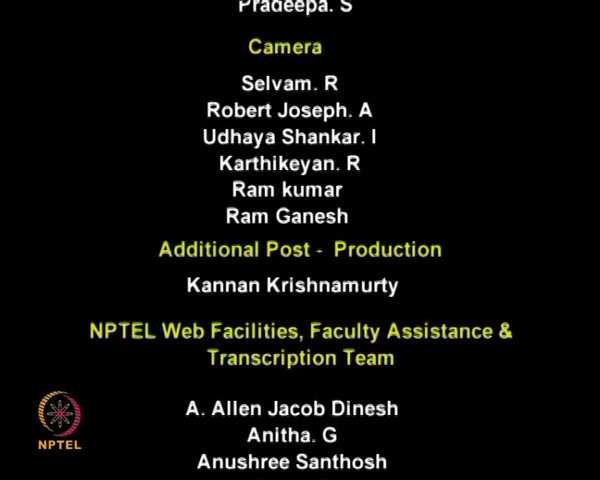 Pradeepa. S
Camera
Selvam. R
Robert Joseph. A
Udhaya Shankar. I
Karthikeyan. R
Ram kumar
Ram Ganesh
Additional Post - Production
Kannan Krishnamurty
NPTEL Web Facilities, Faculty Assistance &
Transcription Team
A. Allen Jacob Dinesh
Anitha. G
Anushree Santhosh
NPTEL